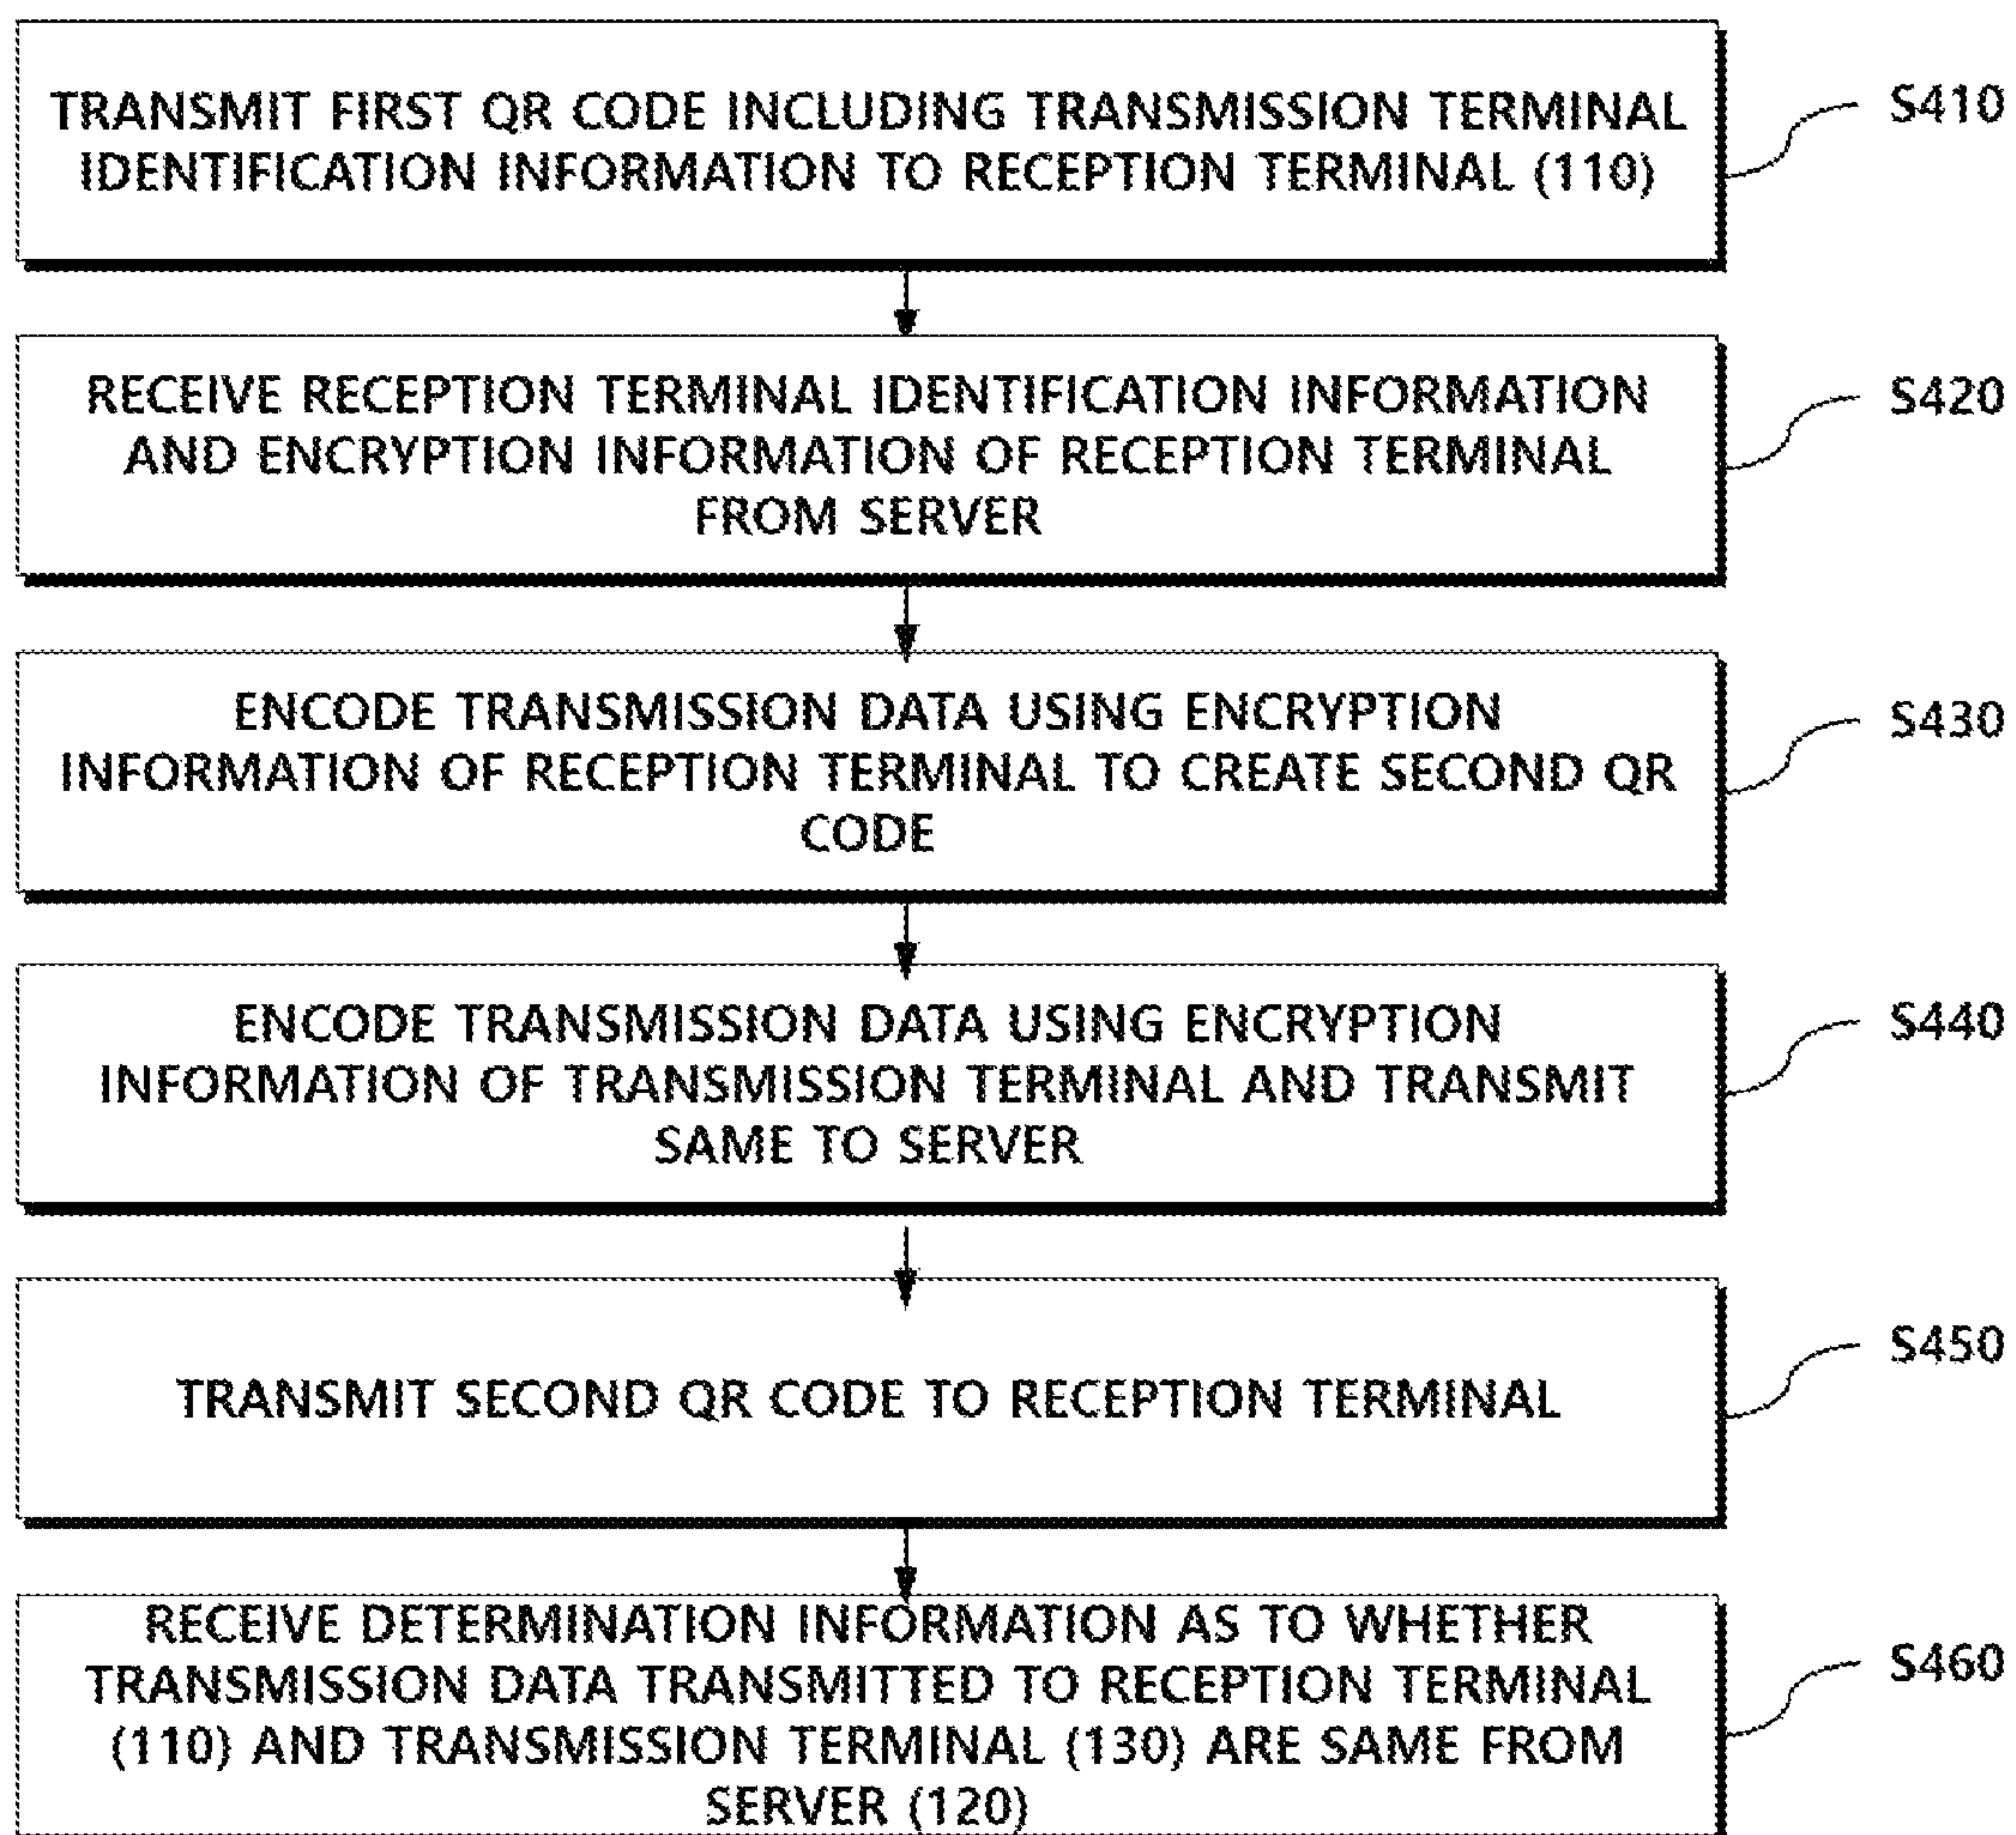 TRANSMIT FIRST QR CODE INCLUDING TRANSMISSION TERMINAL
IDENTIFICATION INFORMATION TO RECEPTION TERMINAL (110)
S410
RECEIVE RECEPTION TERMINAL IDENTIFICATION INFORMATION
AND ENCRYPTION INFORMATION OF RECEPTION TERMINAL
FROM SERVER
S420
ENCODE TRANSMISSION DATA USING ENCRYPTION
INFORMATION OF RECEPTION TERMINAL TO CREATE SECOND QR
CODE
S430
ENCODE TRANSMISSION DATA USING ENCRYPTION
INFORMATION OF TRANSMISSION TERMINAL AND TRANSMIT
SAME TO SERVER
S440
TRANSMIT SECOND QR CODE TO RECEPTION TERMINAL
S450
RECEIVE DETERMINATION INFORMATION AS TO WHETHER
TRANSMISSION DATA TRANSMITTED TO RECEPTION TERMINAL
(110) AND TRANSMISSION TERMINAL (130) ARE SAME FROM
SERVER (120)
S460